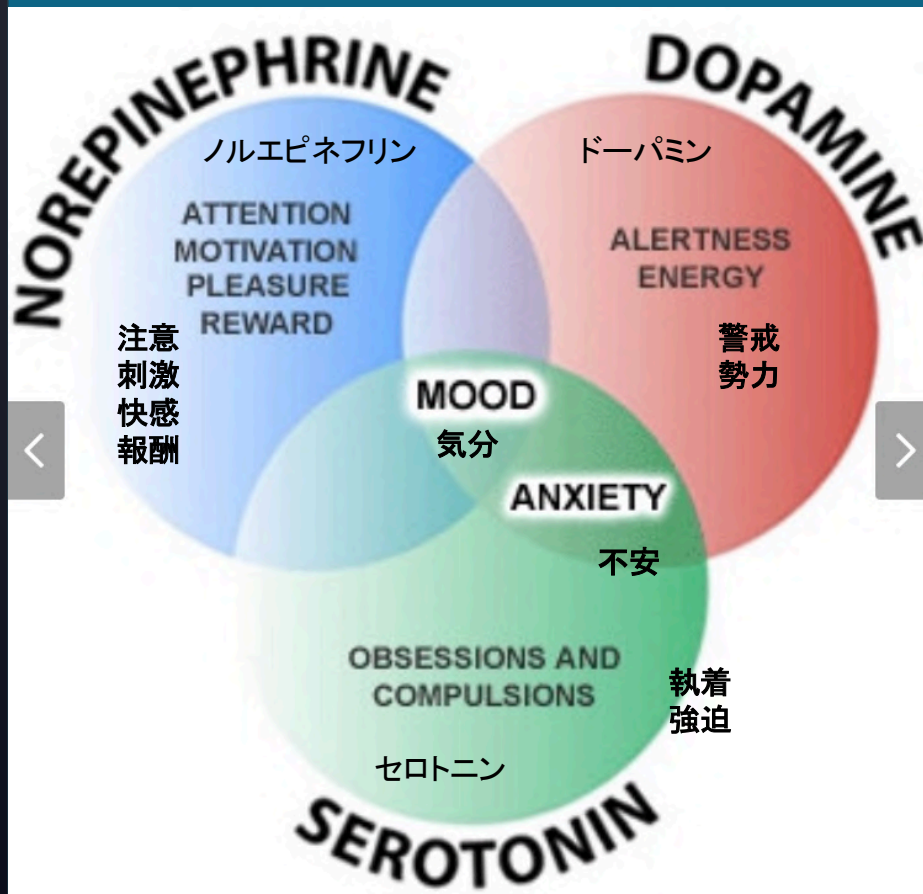 NOREPINEPHRINE
DOPAMINE
ノルエピネフリン
ドーパミン
ATTENTION
MOTIVATION
PLEASURE
REWARD
ALERTNESS
ENERGY
注意
刺激
快感
報酬
警戒
勢力
MOOD
気分
ANXIETY
不安
OBSESSIONS AND
COMPULSIONS
執着
強迫
セロトニン
SEROTONIN